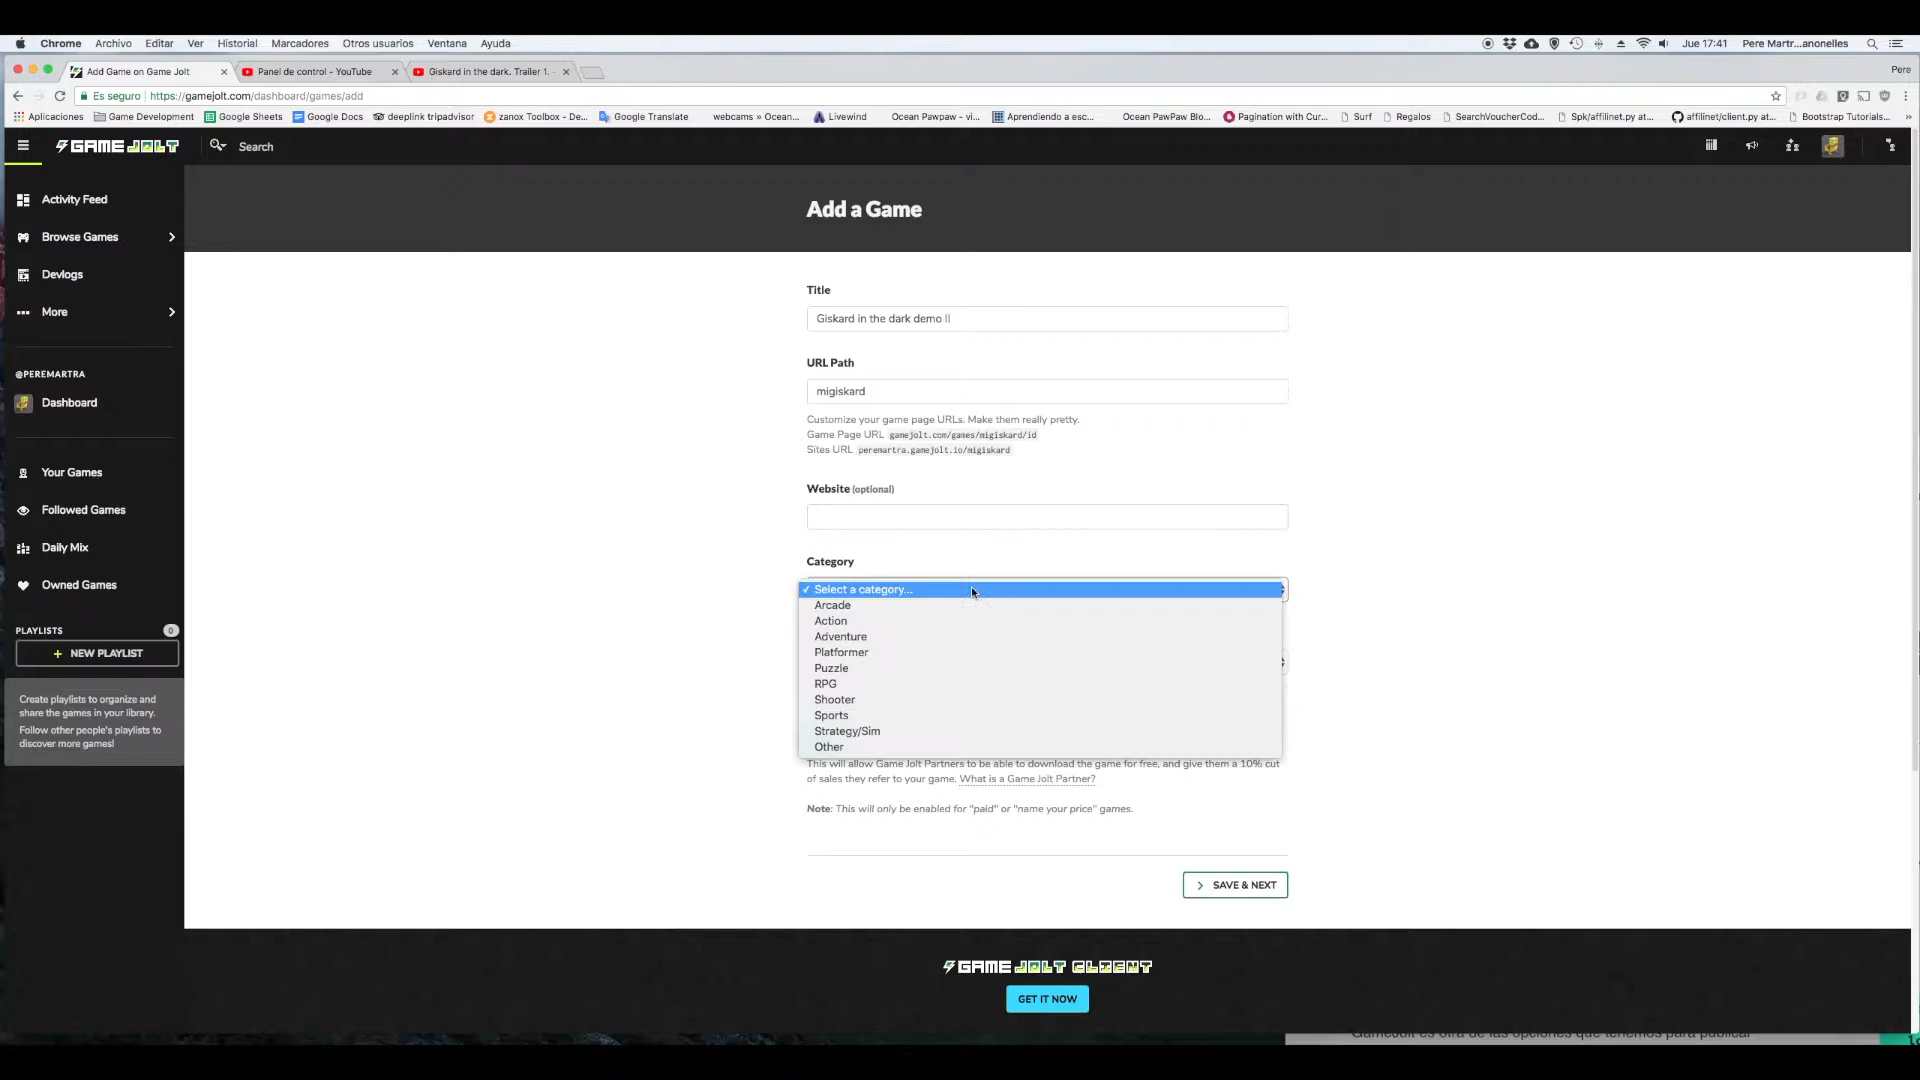 Chrome Archivo Editar Ver Historial Marcadores Otros usuarios Ventana Ayuda Jue 17:41 Pere Martr...anonelles
Add Game on Game Jolt Panel de control - YouTube Giskard in the dark. Trailer 1. - Pere
Es seguro https://gamejolt.com/dashboard/games/add
Aplicaciones Game Development Google Sheets Google Docs deeplink tripadvisor zanox Toolbox - De... Google Translate webcams » Ocean... Livewind Ocean Pawpaw - vi... Aprendiendo a esc... Ocean PawPaw Blo... Pagination with Cur... Surf Regalos SearchVoucherCod... Spk/affilinet.py at... affilinet/client.py at... Bootstrap Tutorials... »
GAME JOLT Search
Activity Feed
Browse Games
Devlogs
More
@PEREMARTRA
Dashboard
Your Games
Followed Games
Daily Mix
Owned Games
PLAYLISTS 0
+ NEW PLAYLIST
Create playlists to organize and
share the games in your library.
Follow other people's playlists to
discover more games!
Add a Game
Title
Giskard in the dark demo II
URL Path
migiskard
Customize your game page URLs. Make them really pretty.
Game Page URL gamejolt.com/games/migiskard/id
Sites URL peremartra.gamejolt.io/migiskard
Website (optional)
Category
✓ Select a category...
Arcade
Action
Adventure
Platformer
Puzzle
RPG
Shooter
Sports
Strategy/Sim
Other
This will allow Game Jolt Partners to be able to download the game for free, and give them a 10% cut
of sales they refer to your game. What is a Game Jolt Partner?
Note: This will only be enabled for "paid" or "name your price" games.
SAVE & NEXT
GAME JOLT CLIENT
GET IT NOW
GameJolt es otra de las opciones que tenemos para publicar